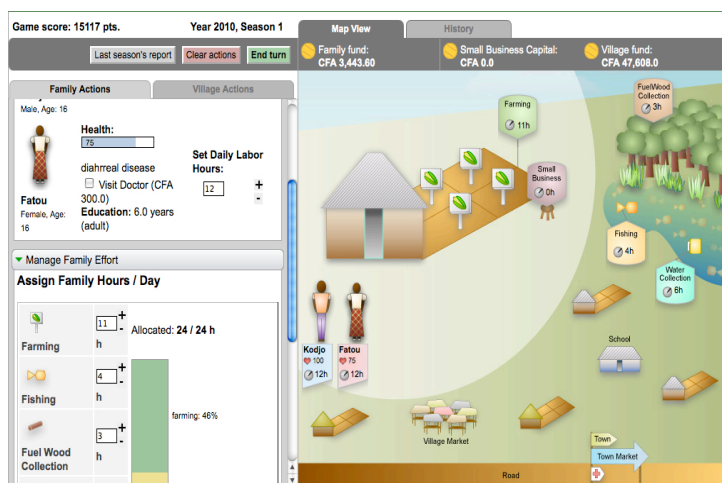 Game score: 15117 pts.
Year 2010, Season 1
Last season's report
Clear actions
End turn
Family Actions
Village Actions
Male, Age: 16
Health:
75
diahrreal disease
Visit Doctor (CFA
300.0)
Education: 6.0 years
(adult)
Set Daily Labor
Hours:
12
+
-
Fatou
Female, Age:
16
Manage Family Effort
Assign Family Hours / Day
Farming
11
+
-
h
Allocated: 24 / 24 h
Fishing
4
+
-
h
Fuel Wood
Collection
3
+
-
h
farming: 46%
Map View
History
Family fund:
CFA 3,443.60
Small Business Capital:
CFA 0.0
Village fund:
CFA 47,608.0
Farming
11h
FuelWood
Collection
3h
Small
Business
0h
Fishing
4h
Water
Collection
6h
Kodjo
100
12h
Fatou
75
12h
School
Village Market
Town
Town Market
Road